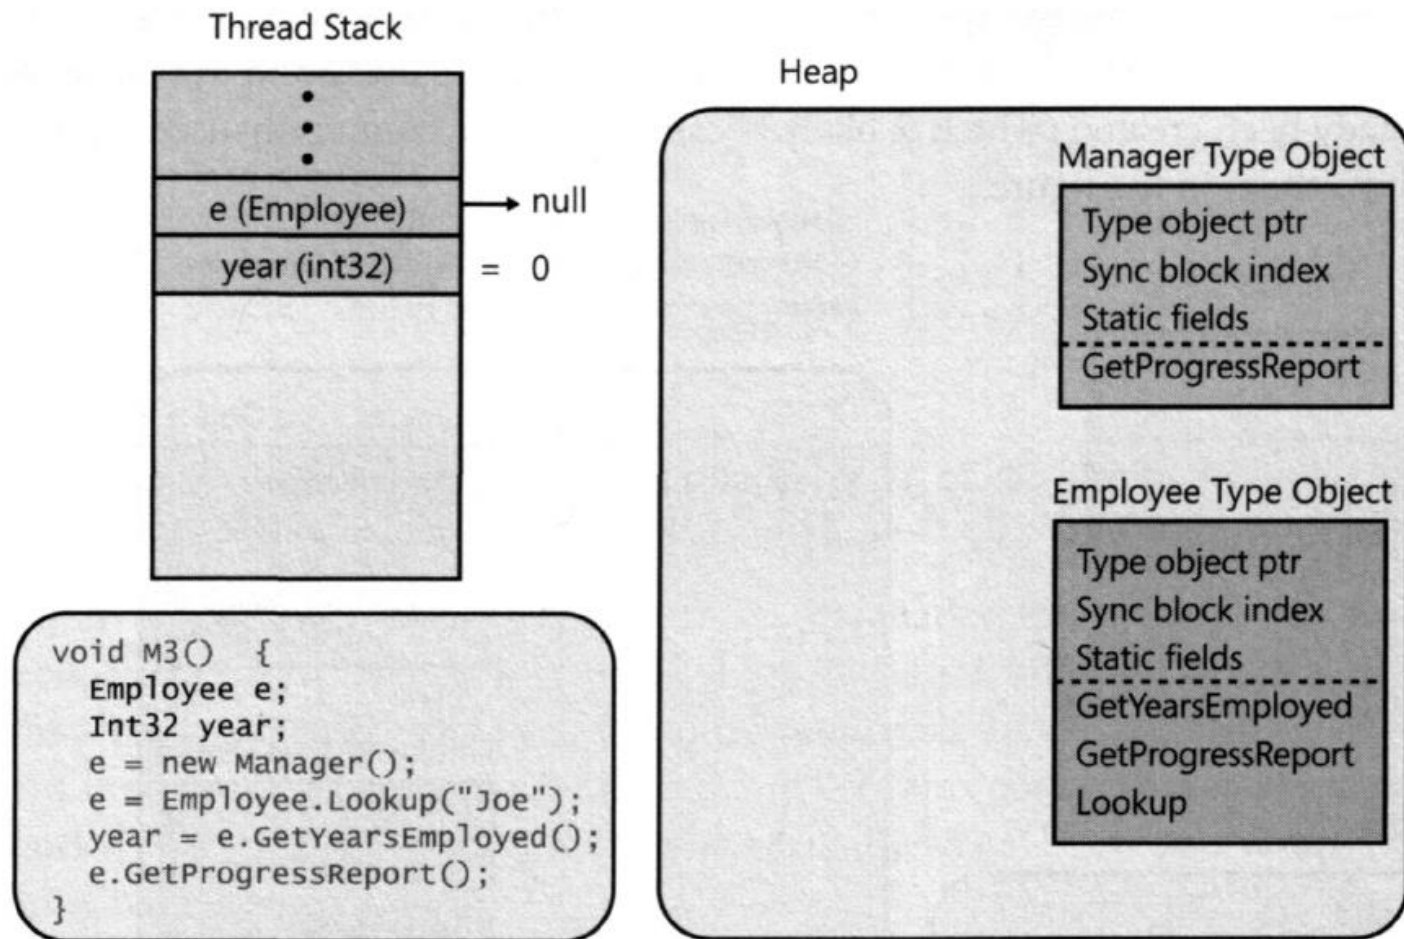 Thread Stack
e (Employee)
null
year (int32)
= 0
void M3() {
Employee e;
Int32 year;
e = new Manager();
e = Employee.Lookup("Joe");
year = e.GetYearsEmployed();
e.GetProgressReport();
}
Heap
Manager Type Object
Type object ptr
Sync block index
Static fields
GetProgressReport
Employee Type Object
Type object ptr
Sync block index
Static fields
GetYearsEmployed
GetProgressReport
Lookup